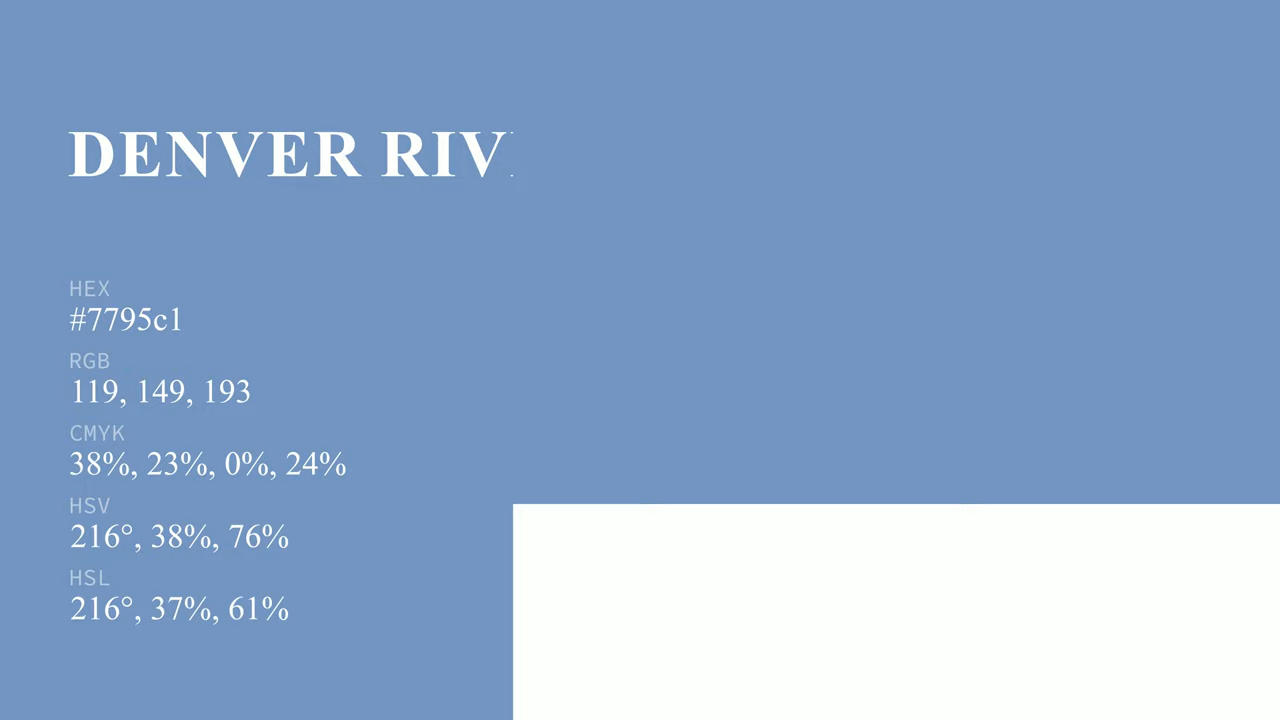 DENVER RIV
HEX
#7795c1
RGB
119, 149, 193
CMYK
38%, 23%, 0%, 24%
HSV
216°, 38%, 76%
HSL
216°, 37%, 61%